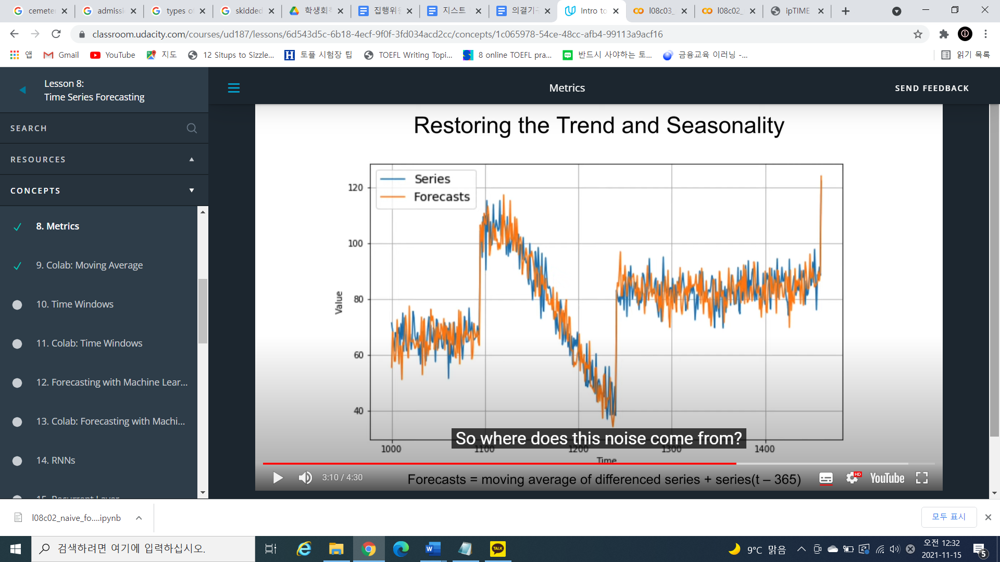 cemeter
admissi
types o
skidded
학생회칙
집행위원
지스트
의결기구
Intro to
l08c03_
l08c02_
ipTIME
classroom.udacity.com/courses/ud187/lessons/6d543d5c-6b18-4ecf-9f0f-3fd034acd2cc/concepts/1c065978-54ce-48cc-afb4-99113a9acf16
앱
Gmail
YouTube
지도
12 Situps to Sizzle...
토플 시험장 팁
TOEFL Writing Topi...
8 online TOEFL pra...
반드시 사야하는 토...
금융교육 이러닝 -...
읽기 목록
Lesson 8:
Time Series Forecasting
Metrics
SEND FEEDBACK
SEARCH
RESOURCES
CONCEPTS
8. Metrics
9. Colab: Moving Average
10. Time Windows
11. Colab: Time Windows
12. Forecasting with Machine Lear...
13. Colab: Forecasting with Machi...
14. RNNs
15. Recurrent Layer
Restoring the Trend and Seasonality
Series
Forecasts
120
100
80
60
40
Value
1000
1100
1200
1300
1400
Time
So where does this noise come from?
3:10 / 4:30
Forecasts = moving average of differenced series + series(t – 365)
HD
YouTube
l08c02_naive_fo....ipynb
모두 표시
검색하려면 여기에 입력하십시오.
TALK
9°C 맑음
오전 12:32
2021-11-15
5